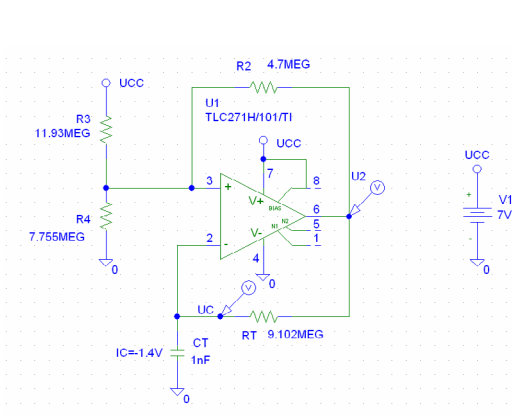 R2 4.7MEG
UCC
U1
TLC271H/101/TI
R3
11.93MEG
UCC
7
8
U2
V
UCC
3
+
V+
BIAS
6
+
V1
7V
R4
7.755MEG
N2
5
N1
1
2
-
V-
4
-
0
0
0
V
UC
RT 9.102MEG
CT
IC=-1.4V
1nF
0